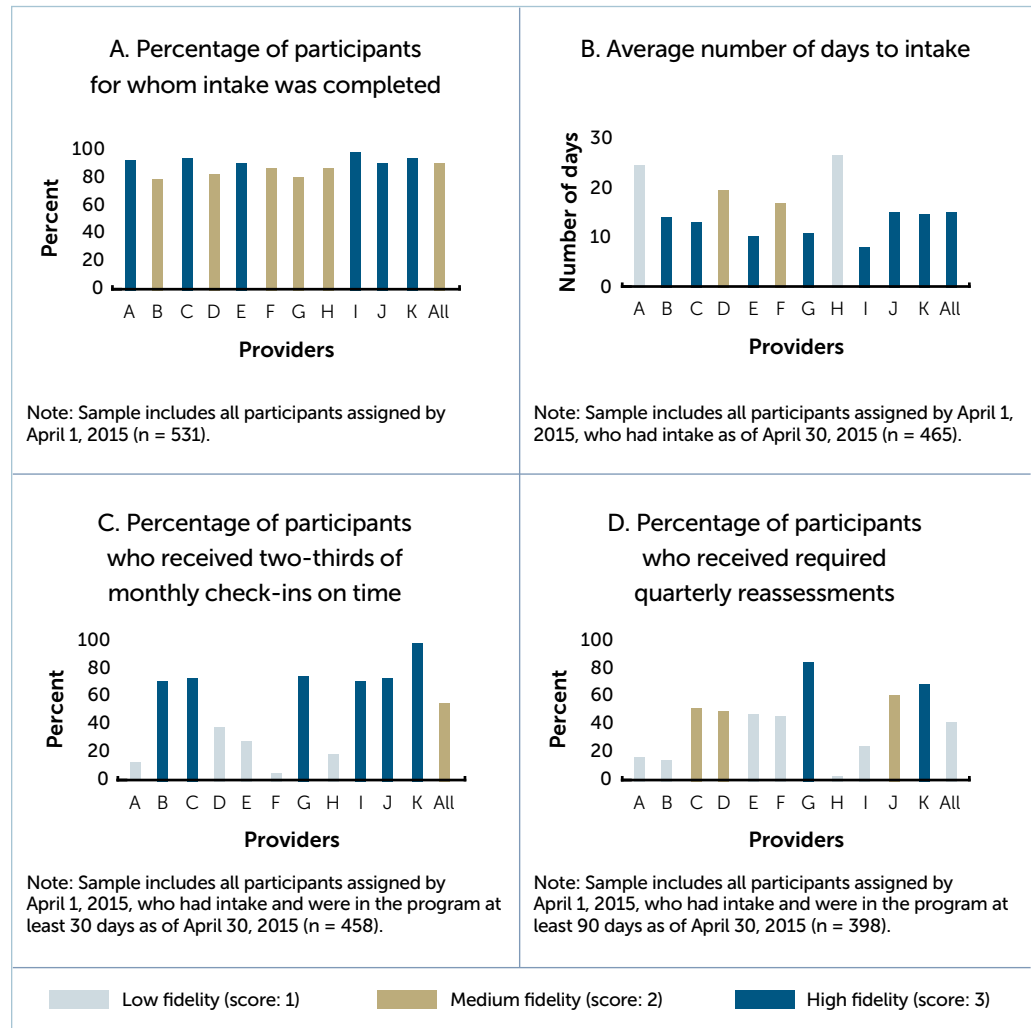 A. Percentage of participants
for whom intake was completed
Percent
100
80
60
40
20
0
A B C D E F G H I J K All
Providers
Note: Sample includes all participants assigned by
April 1, 2015 (n = 531).
B. Average number of days to intake
Number of days
30
20
10
0
A B C D E F G H I J K All
Providers
Note: Sample includes all participants assigned by April 1,
2015, who had intake as of April 30, 2015 (n = 465).
C. Percentage of participants
who received two-thirds of
monthly check-ins on time
Percent
100
80
60
40
20
0
A B C D E F G H I J K All
Providers
Note: Sample includes all participants assigned by
April 1, 2015, who had intake and were in the program at
least 30 days as of April 30, 2015 (n = 458).
D. Percentage of participants
who received required
quarterly reassessments
Percent
100
80
60
40
20
0
A B C D E F G H I J K All
Providers
Note: Sample includes all participants assigned by
April 1, 2015, who had intake and were in the program at
least 90 days as of April 30, 2015 (n = 398).
Low fidelity (score: 1)
Medium fidelity (score: 2)
High fidelity (score: 3)